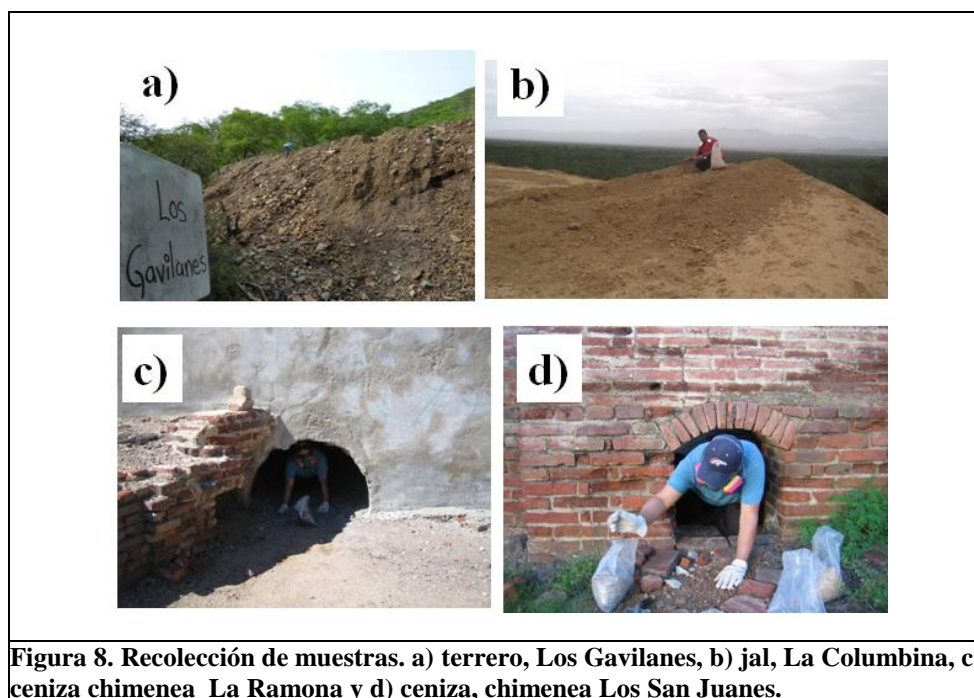 a)
b)
Los
Gavilanes
c)
d)
Figura 8. Recolección de muestras. a) terrero, Los Gavilanes, b) jal, La Columbina, c
ceniza chimenea La Ramona y d) ceniza, chimenea Los San Juanes.